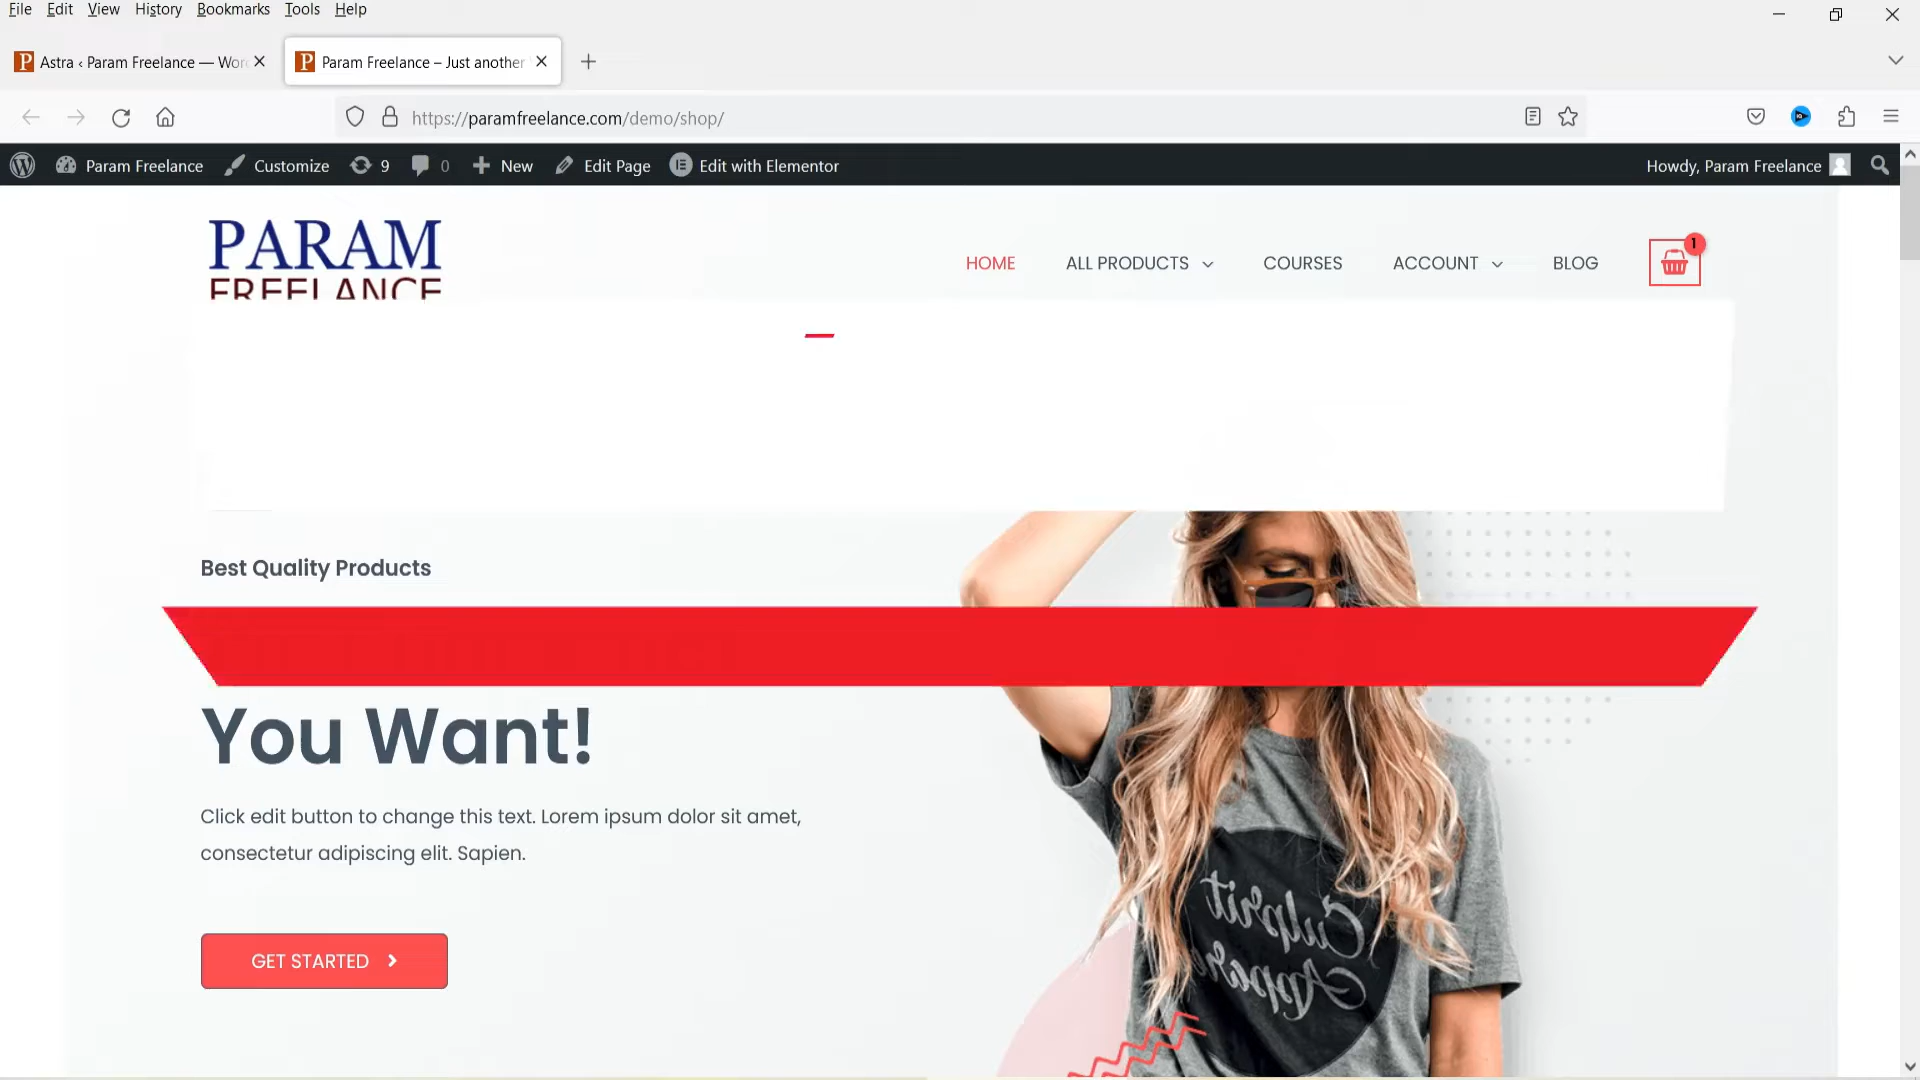 File Edit View History Bookmarks Tools Help
Astra ‹ Param Freelance — Wor
Param Freelance – Just another
https://paramfreelance.com/demo/shop/
Param Freelance Customize 9 0 New Edit Page Edit with Elementor Howdy, Param Freelance
PARAM
FREELANCE
HOME ALL PRODUCTS COURSES ACCOUNT BLOG 1
Best Quality Products
You Want!
Click edit button to change this text. Lorem ipsum dolor sit amet,
consectetur adipiscing elit. Sapien.
GET STARTED
Culprit
Apparel